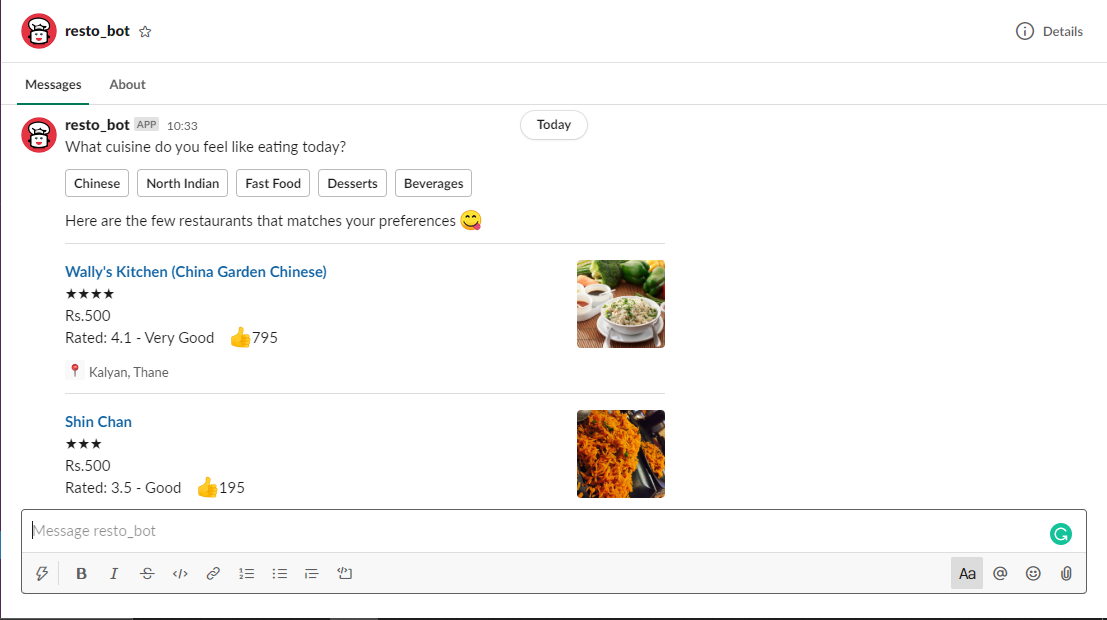 resto_bot
Details
Messages About
Today
resto_bot APP 10:33
What cuisine do you feel like eating today?
Chinese North Indian Fast Food Desserts Beverages
Here are the few restaurants that matches your preferences 😋
Wally's Kitchen (China Garden Chinese)
★★★★
Rs.500
Rated: 4.1 - Very Good 👍795
📍 Kalyan, Thane
Shin Chan
★★★
Rs.500
Rated: 3.5 - Good 👍195
Message resto_bot
B I S </> Aa @